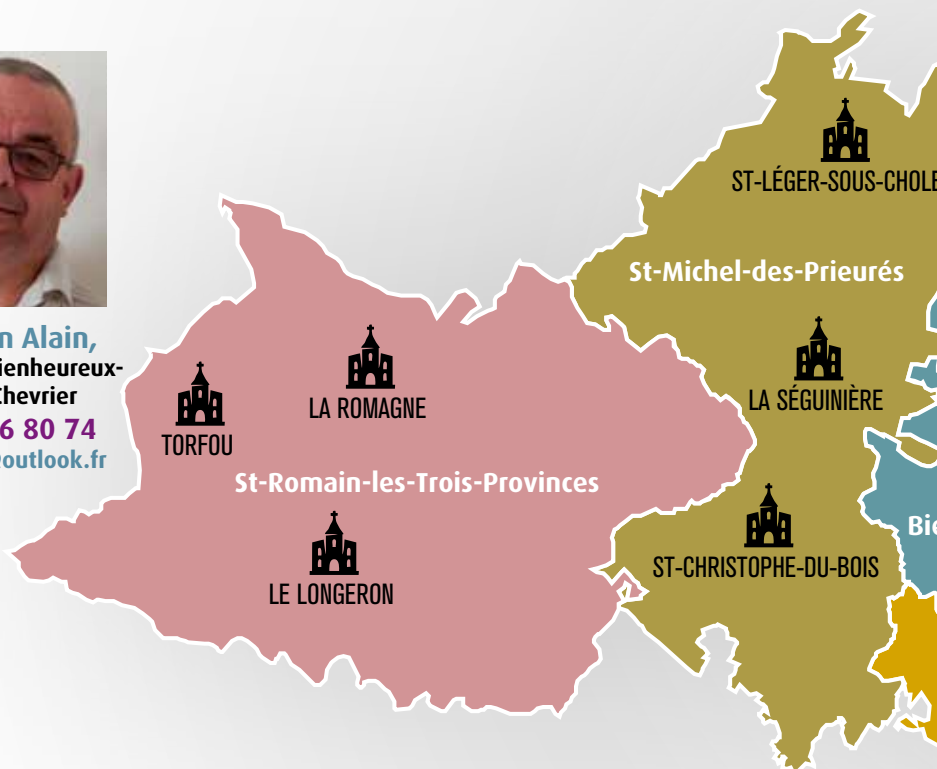 n Alain,
ienheureux-
Chevrier
6 80 74
outlook.fr
TORFOU
LA ROMAGNE
St-Romain-les-Trois-Provinces
LE LONGERON
ST-LÉGER-SOUS-CHOLE
St-Michel-des-Prieurés
LA SÉGUINIÈRE
ST-CHRISTOPHE-DU-BOIS
Bie